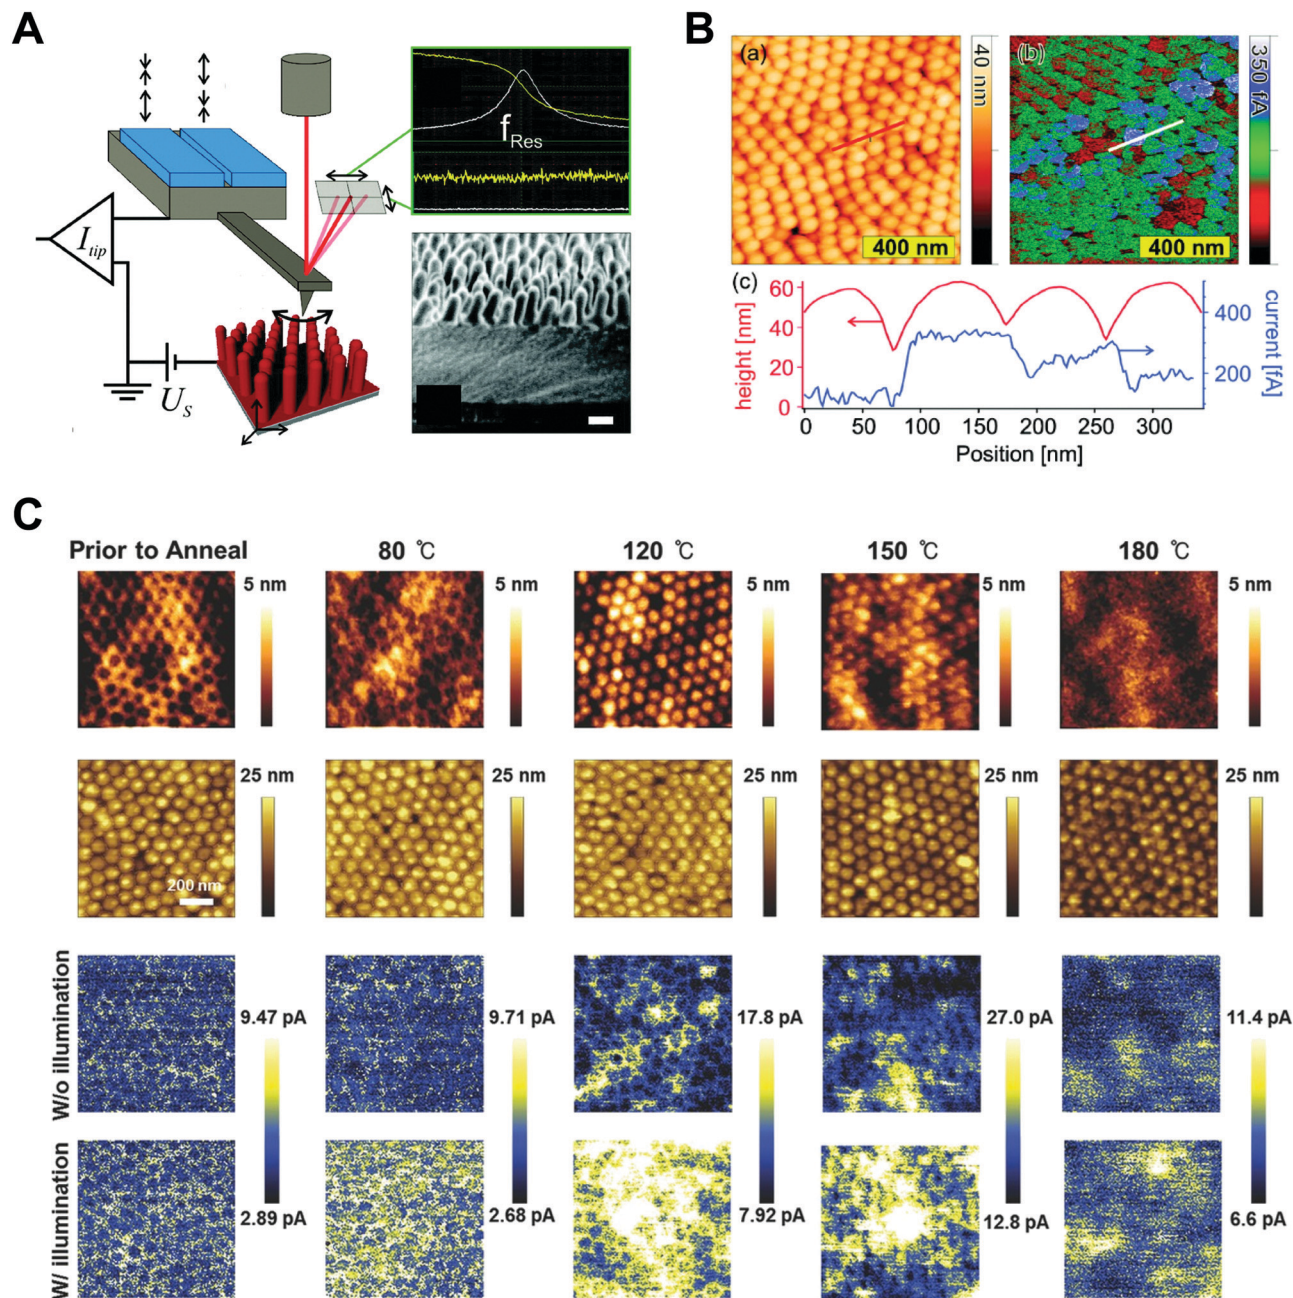 A
B
f Res
I tip
U S
(a)
40 nm
400 nm
(b)
350 fA
400 nm
(c)
height [nm]
60
40
20
0
current [fA]
400
200
0 50 100 150 200 250 300
Position [nm]
C
Prior to Anneal 80 ℃ 120 ℃ 150 ℃ 180 ℃
5 nm 5 nm 5 nm 5 nm 5 nm
25 nm 25 nm 25 nm 25 nm 25 nm
200 nm
W/o illumination
9.47 pA 9.71 pA 17.8 pA 27.0 pA 11.4 pA
W/ illumination
2.89 pA 2.68 pA 7.92 pA 12.8 pA 6.6 pA